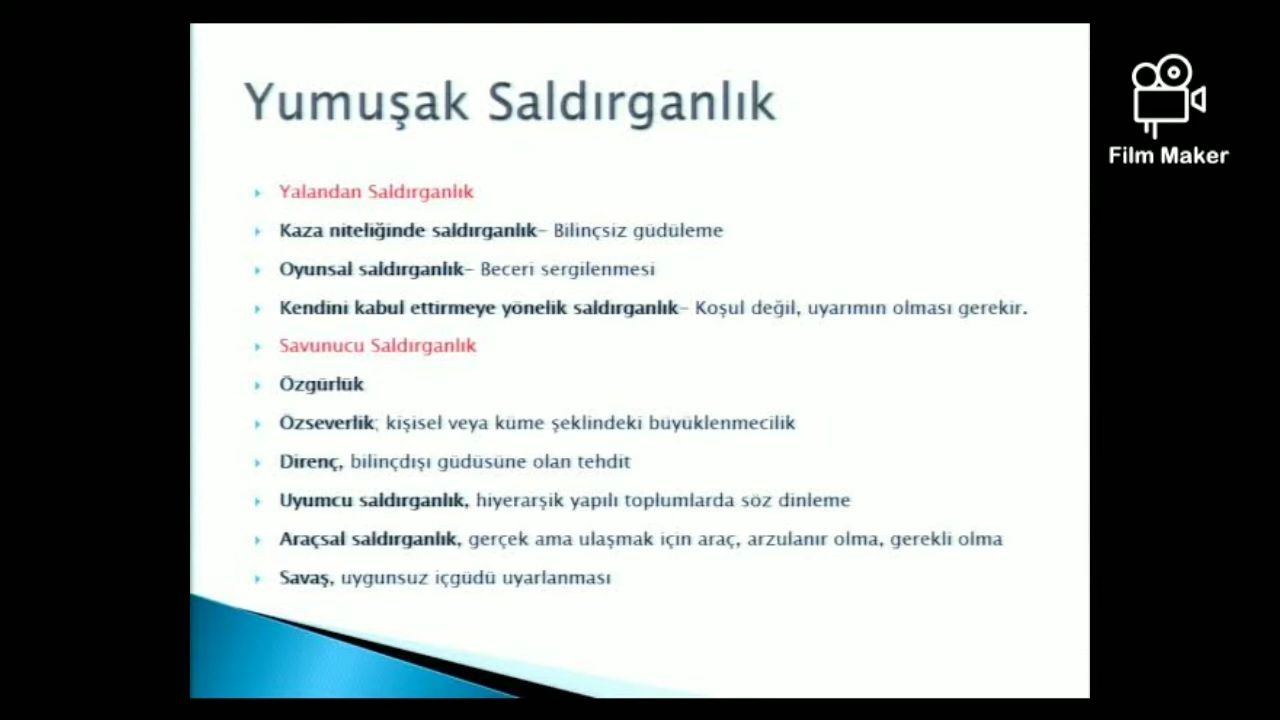 Yumuşak Saldırganlık
Film Maker
Yalandan Saldırganlık
Kaza niteliğinde saldırganlık- Bilinçsiz güdüleme
Oyunsal saldırganlık- Beceri sergilenmesi
Kendini kabul ettirmeye yönelik saldırganlık- Koşul değil, uyarımın olması gerekir.
Savunucu Saldırganlık
Özgürlük
Özseverlik; kişisel veya küme şeklindeki büyüklenmecilik
Direnç, bilinçdışı güdüsüne olan tehdit
Uyumcu saldırganlık, hiyerarşik yapılı toplumlarda söz dinleme
Araçsal saldırganlık, gerçek ama ulaşmak için araç, arzulanır olma, gerekli olma
Savaş, uygunsuz içgüdü uyarlanması